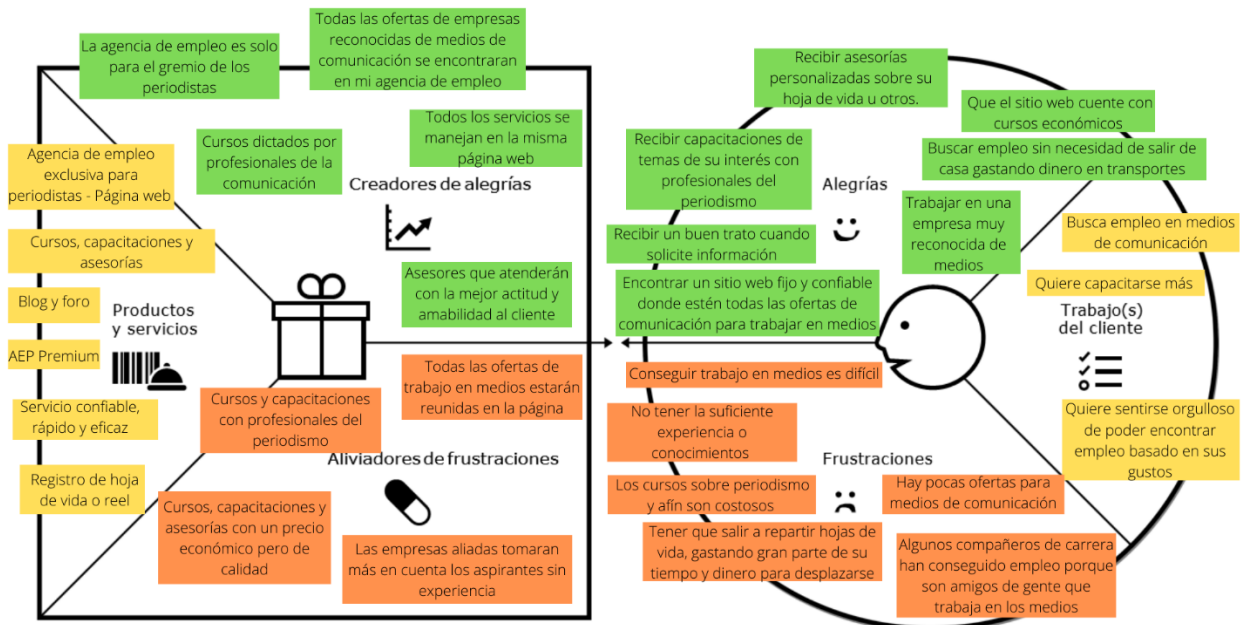 La agencia de empleo es solo
para el gremio de los
periodistas
Todas las ofertas de empresas
reconocidas de medios de
comunicación se encontraran
en mi agencia de empleo
Cursos dictados por
profesionales de la
comunicación
Todos los servicios se
manejan en la misma
página web
Creadores de alegrías
Asesores que atenderán
con la mejor actitud y
amabilidad al cliente
Agencia de empleo
exclusiva para
periodistas - Página web
Cursos, capacitaciones y
asesorías
Blog y foro
Productos
y servicios
AEP Premium
Servicio confiable,
rápido y eficaz
Registro de hoja
de vida o reel
Todas las ofertas de
trabajo en medios estarán
reunidas en la página
Cursos y capacitaciones
con profesionales del
periodismo
Aliviadores de frustraciones
Cursos, capacitaciones y
asesorías con un precio
económico pero de
calidad
Las empresas aliadas tomaran
más en cuenta los aspirantes sin
experiencia
Recibir asesorías
personalizadas sobre su
hoja de vida u otros.
Que el sitio web cuente con
cursos económicos
Recibir capacitaciones de
temas de su interés con
profesionales del
periodismo
Buscar empleo sin necesidad de salir de
casa gastando dinero en transportes
Alegrías
Trabajar en una
empresa muy
reconocida de
medios
Recibir un buen trato cuando
solicite información
Encontrar un sitio web fijo y confiable
donde estén todas las ofertas de
comunicación para trabajar en medios
Busca empleo en medios
de comunicación
Quiere capacitarse más
Trabajo(s)
del cliente
Quiere sentirse orgulloso
de poder encontrar
empleo basado en sus
gustos
Conseguir trabajo en medios es difícil
No tener la suficiente
experiencia o
conocimientos
Frustraciones
Los cursos sobre periodismo
y afín son costosos
Hay pocas ofertas para
medios de comunicación
Tener que salir a repartir hojas de
vida, gastando gran parte de su
tiempo y dinero para desplazarse
Algunos compañeros de carrera
han conseguido empleo porque
son amigos de gente que
trabaja en los medios